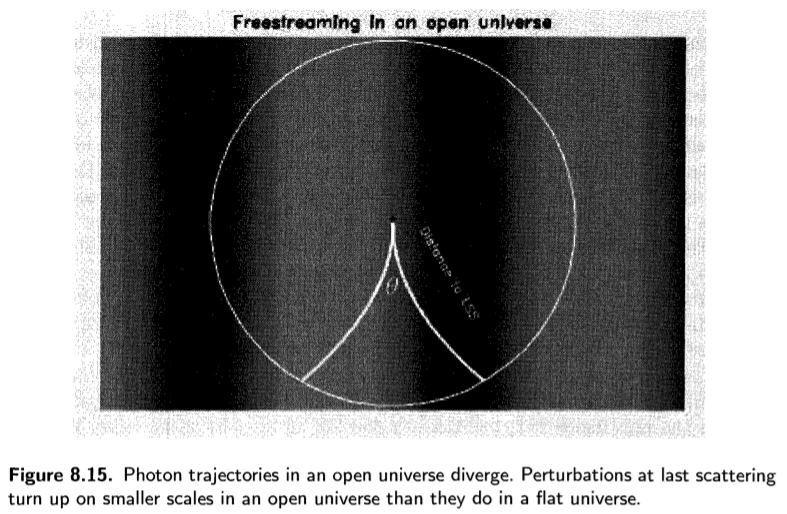 Freestreaming in an open universe
Distance to LSS
θ
Figure 8.15. Photon trajectories in an open universe diverge. Perturbations at last scattering
turn up on smaller scales in an open universe than they do in a flat universe.